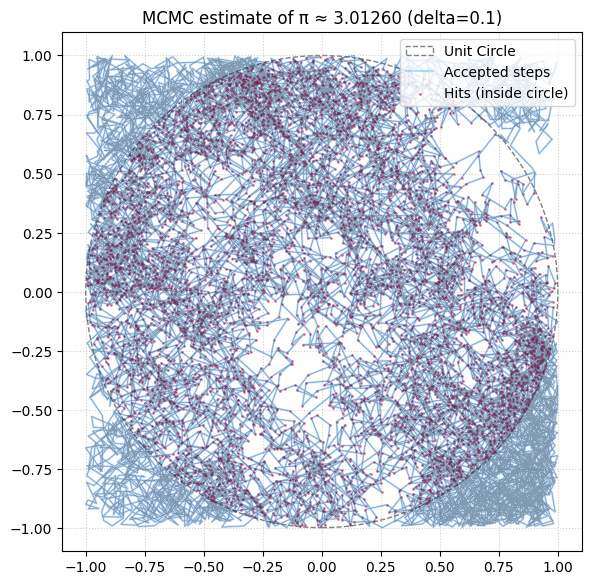 MCMC estimate of π ≈ 3.01260 (delta=0.1)
Unit Circle
Accepted steps
Hits (inside circle)
1.00
0.75
0.50
0.25
0.00
−0.25
−0.50
−0.75
−1.00
−1.00 −0.75 −0.50 −0.25 0.00 0.25 0.50 0.75 1.00